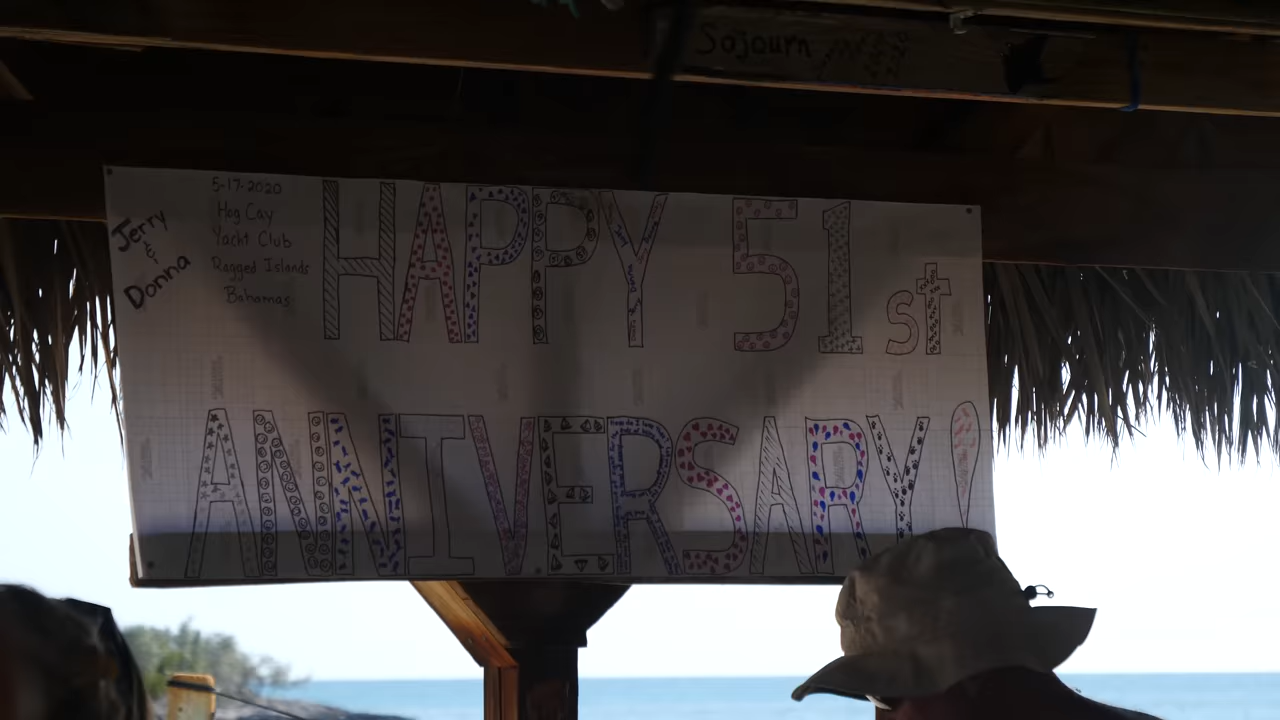 Sojourn
5-17-2020
Hog Cay
Yacht Club
Ragged Islands
Bahamas
Jerry
&
Donna
HAPPY 51st
ANNIVERSARY!